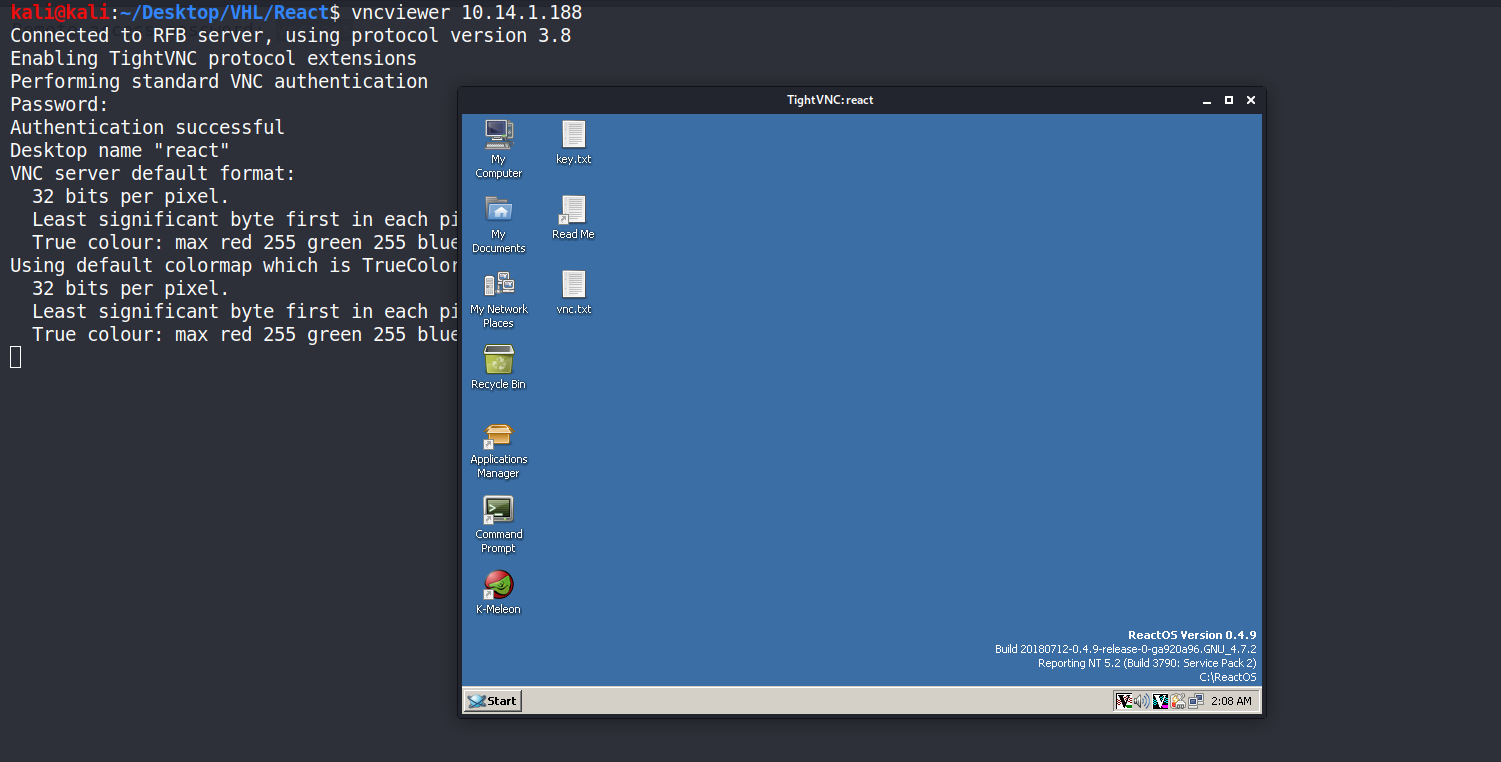 kali@kali:~/Desktop/VHL/React$ vncviewer 10.14.1.188
Connected to RFB server, using protocol version 3.8
Enabling TightVNC protocol extensions
Performing standard VNC authentication
Password:
Authentication successful
Desktop name "react"
VNC server default format:
  32 bits per pixel.
  Least significant byte first in each pi
  True colour: max red 255 green 255 blue
Using default colormap which is TrueColor
  32 bits per pixel.
  Least significant byte first in each pi
  True colour: max red 255 green 255 blue
TightVNC: react
My
Computer
key.txt
My
Documents
Read Me
My Network
Places
vnc.txt
Recycle Bin
Applications
Manager
Command
Prompt
K-Meleon
ReactOS Version 0.4.9
Build 20180712-0.4.9-release-0-ga920a96.GNU_4.7.2
Reporting NT 5.2 (Build 3790: Service Pack 2)
C:\ReactOS
Start
2:08 AM